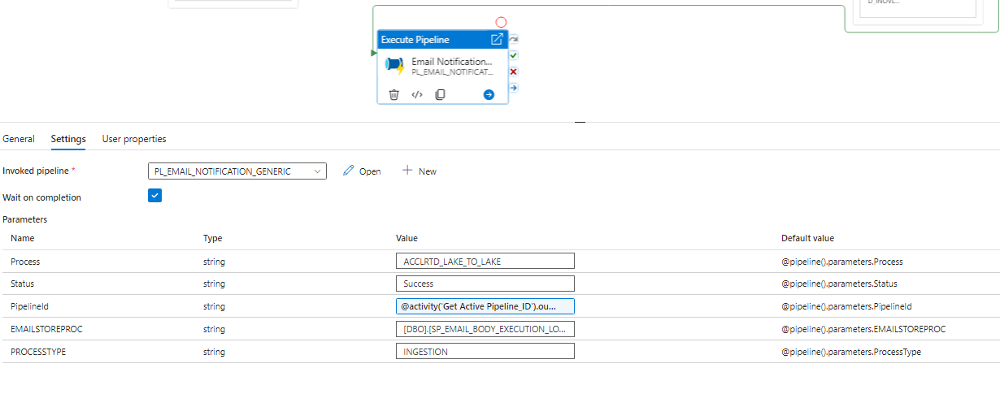 D_INOVL...
Execute Pipeline
Email Notification...
PL_EMAIL_NOTIFICAT...
General Settings User properties
Invoked pipeline * PL_EMAIL_NOTIFICATION_GENERIC Open New
Wait on completion
Parameters
Name Type Value Default value
Process string ACCLRTD_LAKE_TO_LAKE @pipeline().parameters.Process
Status string Success @pipeline().parameters.Status
PipelineId string @activity('Get Active Pipeline_ID').ou... @pipeline().parameters.PipelineId
EMAILSTOREPROC string [DBO].[SP_EMAIL_BODY_EXECUTION_LO... @pipeline().parameters.EMAILSTOREPROC
PROCESSTYPE string INGESTION @pipeline().parameters.ProcessType